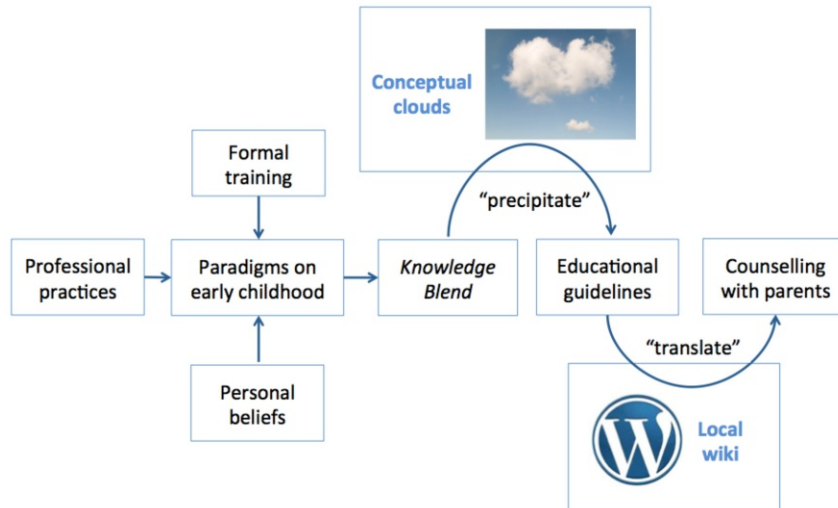 Conceptual
clouds
Formal
training
"precipitate"
Professional
practices
Paradigms on
early childhood
Knowledge
Blend
Educational
guidelines
Counselling
with parents
"translate"
Personal
beliefs
W
Local
wiki